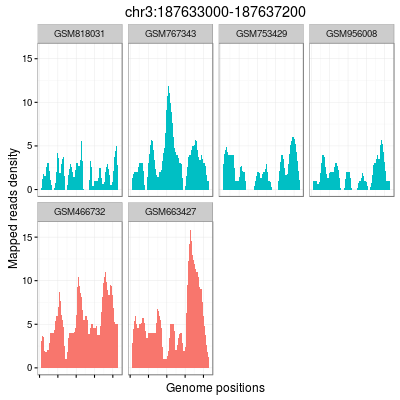 chr3:187633000-187637200
GSM818031 GSM767343 GSM753429 GSM956008
15
10
5
0
GSM466732 GSM663427
15
10
5
0
Mapped reads density
Genome positions